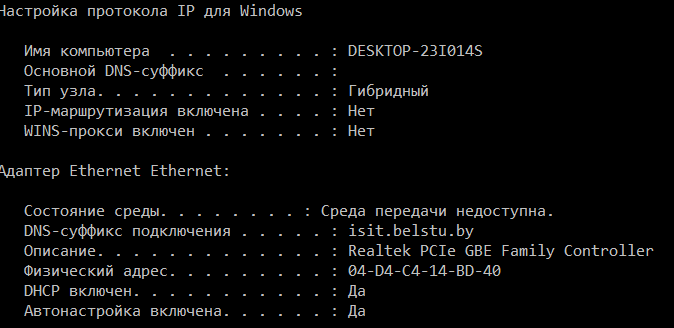 Настройка протокола IP для Windows
Имя компьютера . . . . . . . . . : DESKTOP-23I014S
Основной DNS-суффикс . . . . . . :
Тип узла. . . . . . . . . . . . . : Гибридный
IP-маршрутизация включена . . . . : Нет
WINS-прокси включен . . . . . . . : Нет
Адаптер Ethernet Ethernet:
Состояние среды. . . . . . . . : Среда передачи недоступна.
DNS-суффикс подключения . . . . . : isit.belstu.by
Описание. . . . . . . . . . . . . : Realtek PCIe GBE Family Controller
Физический адрес. . . . . . . . . : 04-D4-C4-14-BD-40
DHCP включен. . . . . . . . . . . : Да
Автонастройка включена. . . . . . : Да